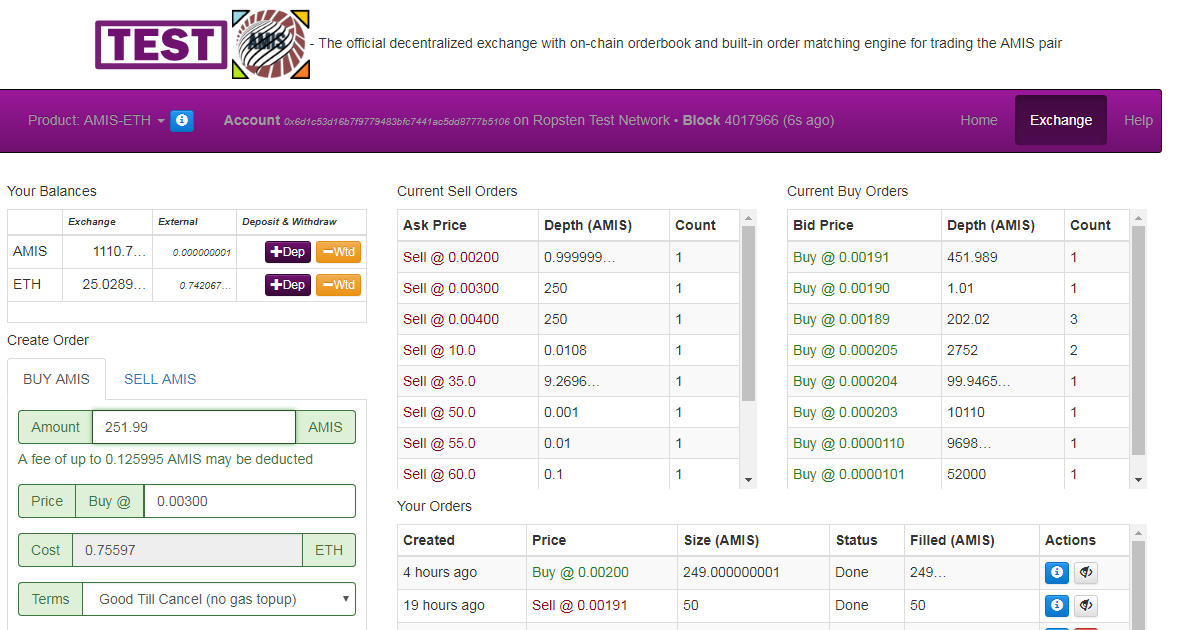 TEST AMIS - The official decentralized exchange with on-chain orderbook and built-in order matching engine for trading the AMIS pair
Product: AMIS-ETH Account 0x6d1c53d16b7f9779483bfc7441ac5dd8777b5106 on Ropsten Test Network • Block 4017966 (6s ago) Home Exchange Help
Your Balances
Exchange External Deposit & Withdraw
AMIS 1110.7... 0.000000001 Dep Wtd
ETH 25.0289... 0.742067... Dep Wtd
Create Order
BUY AMIS SELL AMIS
Amount 251.99 AMIS
A fee of up to 0.125995 AMIS may be deducted
Price Buy @ 0.00300
Cost 0.75597 ETH
Terms Good Till Cancel (no gas topup)
Current Sell Orders
Ask Price Depth (AMIS) Count
Sell @ 0.00200 0.999999... 1
Sell @ 0.00300 250 1
Sell @ 0.00400 250 1
Sell @ 10.0 0.0108 1
Sell @ 35.0 9.2696... 1
Sell @ 50.0 0.001 1
Sell @ 55.0 0.01 1
Sell @ 60.0 0.1 1
Current Buy Orders
Bid Price Depth (AMIS) Count
Buy @ 0.00191 451.989 1
Buy @ 0.00190 1.01 1
Buy @ 0.00189 202.02 3
Buy @ 0.000205 2752 2
Buy @ 0.000204 99.9465... 1
Buy @ 0.000203 10110 1
Buy @ 0.0000110 9698... 1
Buy @ 0.0000101 52000 1
Your Orders
Created Price Size (AMIS) Status Filled (AMIS) Actions
4 hours ago Buy @ 0.00200 249.000000001 Done 249...
19 hours ago Sell @ 0.00191 50 Done 50